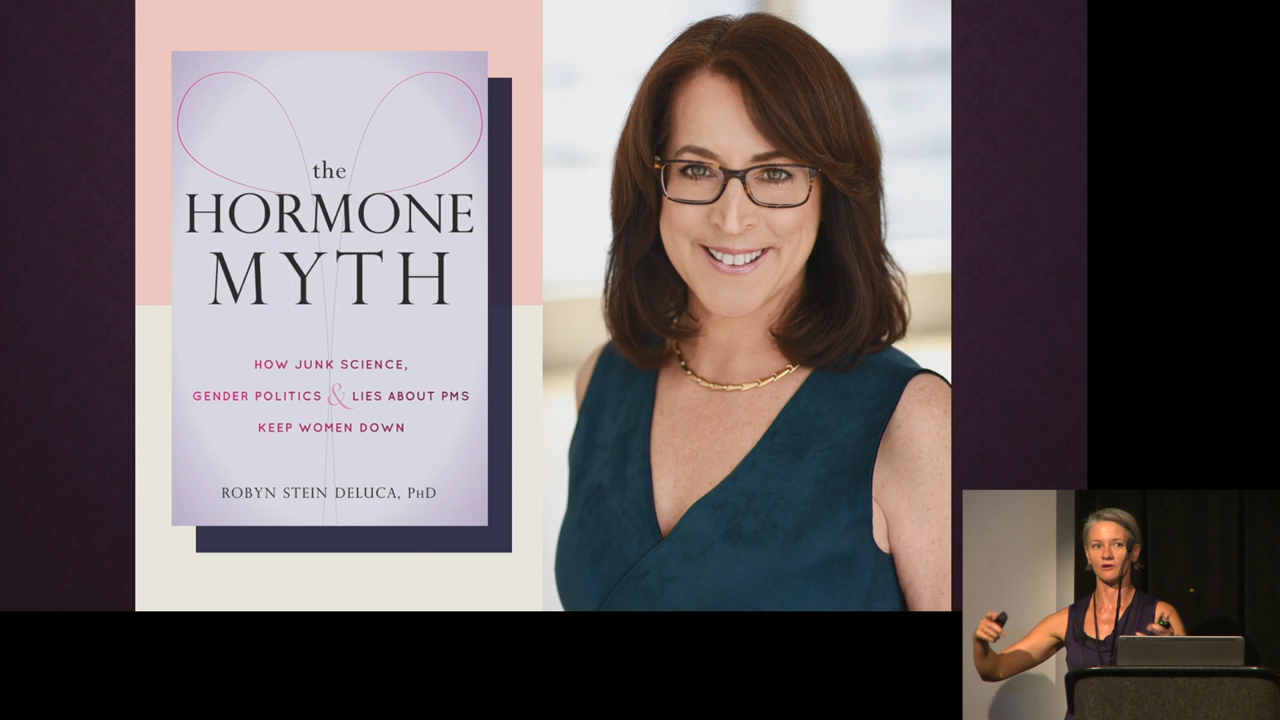 the
HORMONE
MYTH
HOW JUNK SCIENCE,
GENDER POLITICS & LIES ABOUT PMS
KEEP WOMEN DOWN
ROBYN STEIN DELUCA, PHD